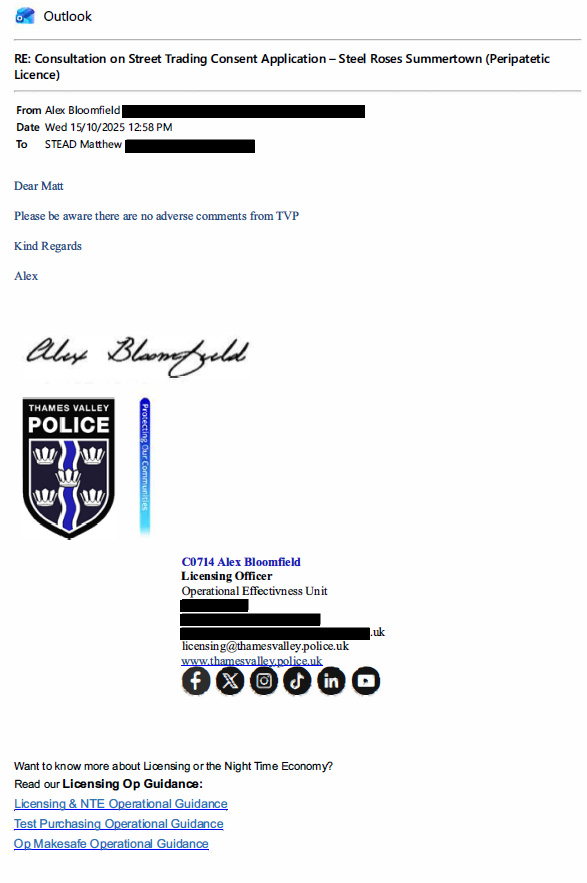 Outlook
RE: Consultation on Street Trading Consent Application – Steel Roses Summertown (Peripatetic
Licence)
From Alex Bloomfield
Date Wed 15/10/2025 12:58 PM
To STEAD Matthew
Dear Matt
Please be aware there are no adverse comments from TVP
Kind Regards
Alex
Alex Bloomfield
THAMES VALLEY
POLICE
Protecting Our Communities
C0714 Alex Bloomfield
Licensing Officer
Operational Effectivness Unit
.uk
licensing@thamesvalley.police.uk
www.thamesvalley.police.uk
Want to know more about Licensing or the Night Time Economy?
Read our Licensing Op Guidance:
Licensing & NTE Operational Guidance
Test Purchasing Operational Guidance
Op Makesafe Operational Guidance